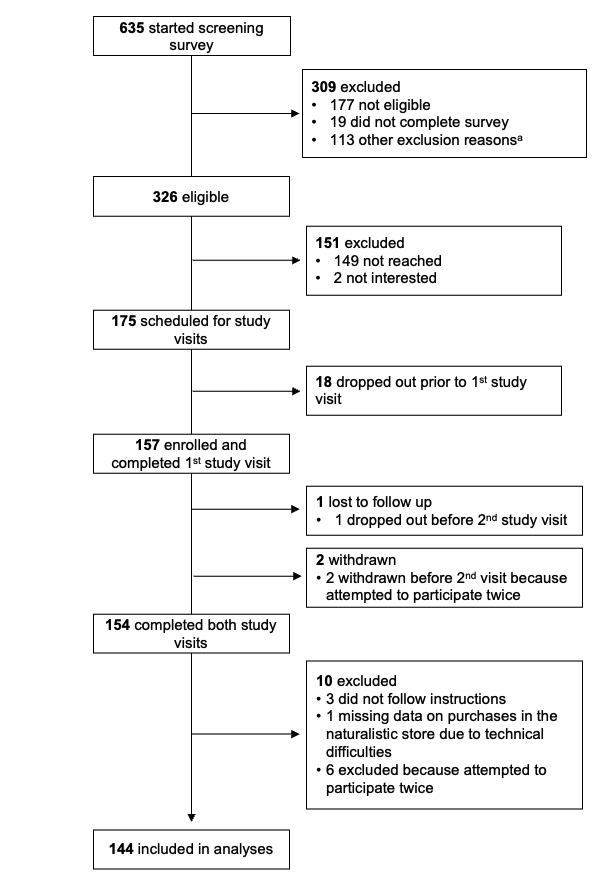 635 started screening
survey
309 excluded
• 177 not eligible
• 19 did not complete survey
• 113 other exclusion reasonsᵃ
326 eligible
151 excluded
• 149 not reached
• 2 not interested
175 scheduled for study
visits
18 dropped out prior to 1ˢᵗ study
visit
157 enrolled and
completed 1ˢᵗ study visit
1 lost to follow up
• 1 dropped out before 2ⁿᵈ study visit
2 withdrawn
• 2 withdrawn before 2ⁿᵈ visit because
attempted to participate twice
154 completed both study
visits
10 excluded
• 3 did not follow instructions
• 1 missing data on purchases in the
naturalistic store due to technical
difficulties
• 6 excluded because attempted to
participate twice
144 included in analyses